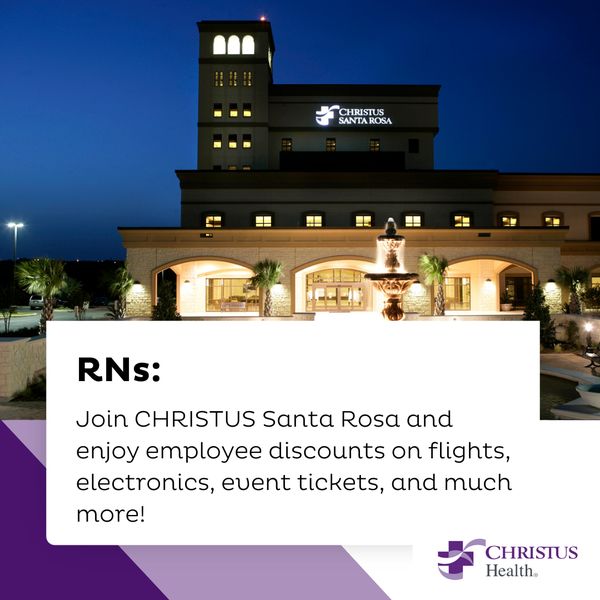 CHRISTUS
SANTA ROSA
RNs:
Join CHRISTUS Santa Rosa and
enjoy employee discounts on flights,
electronics, event tickets, and much
more!
CHRISTUS
Health®